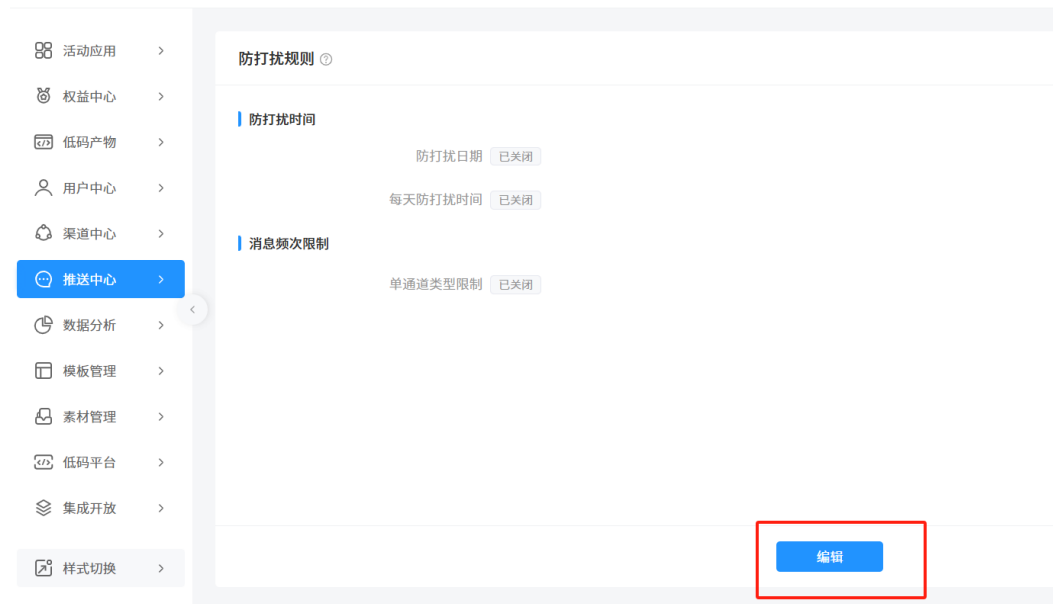 活动应用
权益中心
低码产物
用户中心
渠道中心
推送中心
数据分析
模板管理
素材管理
低码平台
集成开放
样式切换
防打扰规则
防打扰时间
防打扰日期 已关闭
每天防打扰时间 已关闭
消息频次限制
单通道类型限制 已关闭
编辑